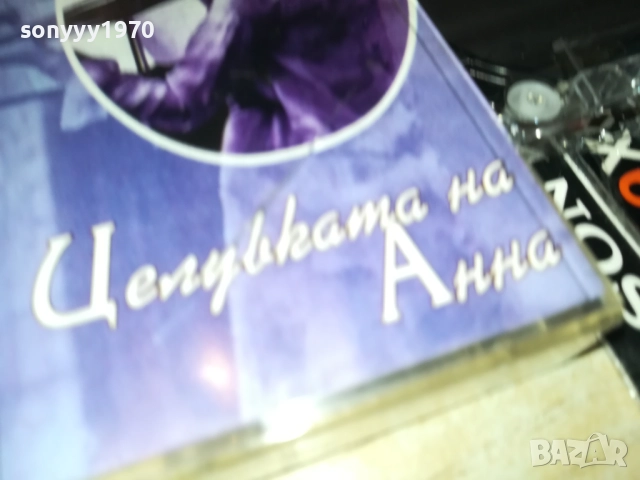 sonyyy1970
Целувката на
Анна
BAZAR